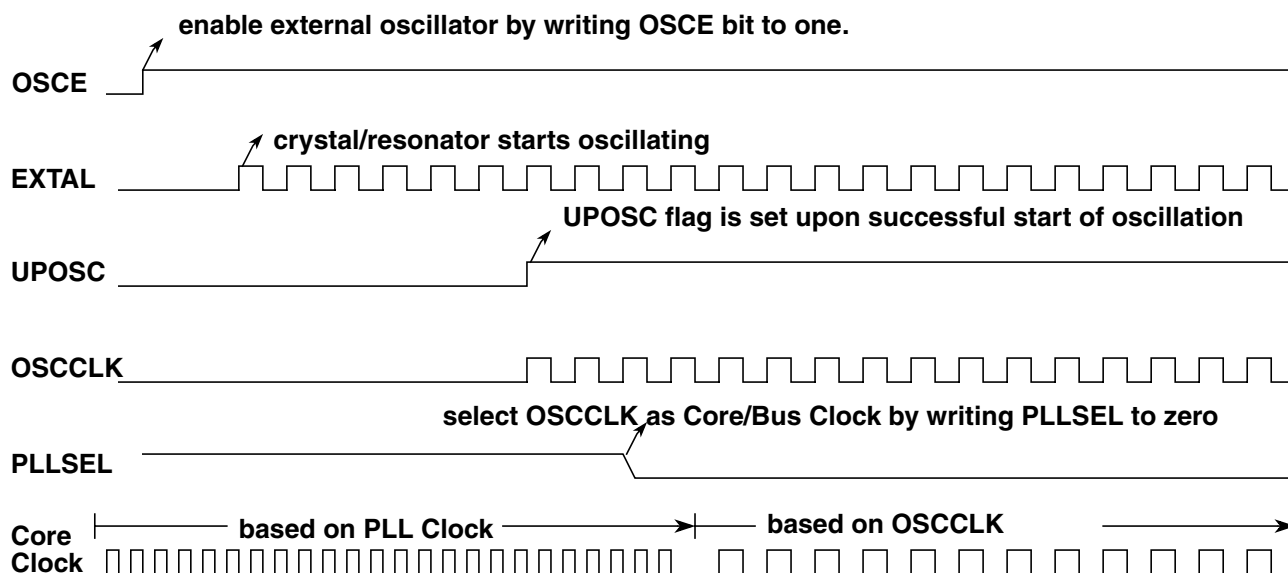 enable external oscillator by writing OSCE bit to one.
OSCE
crystal/resonator starts oscillating
EXTAL
UPOSC flag is set upon successful start of oscillation
UPOSC
OSCCLK
select OSCCLK as Core/Bus Clock by writing PLLSEL to zero
PLLSEL
based on PLL Clock
based on OSCCLK
Core
Clock